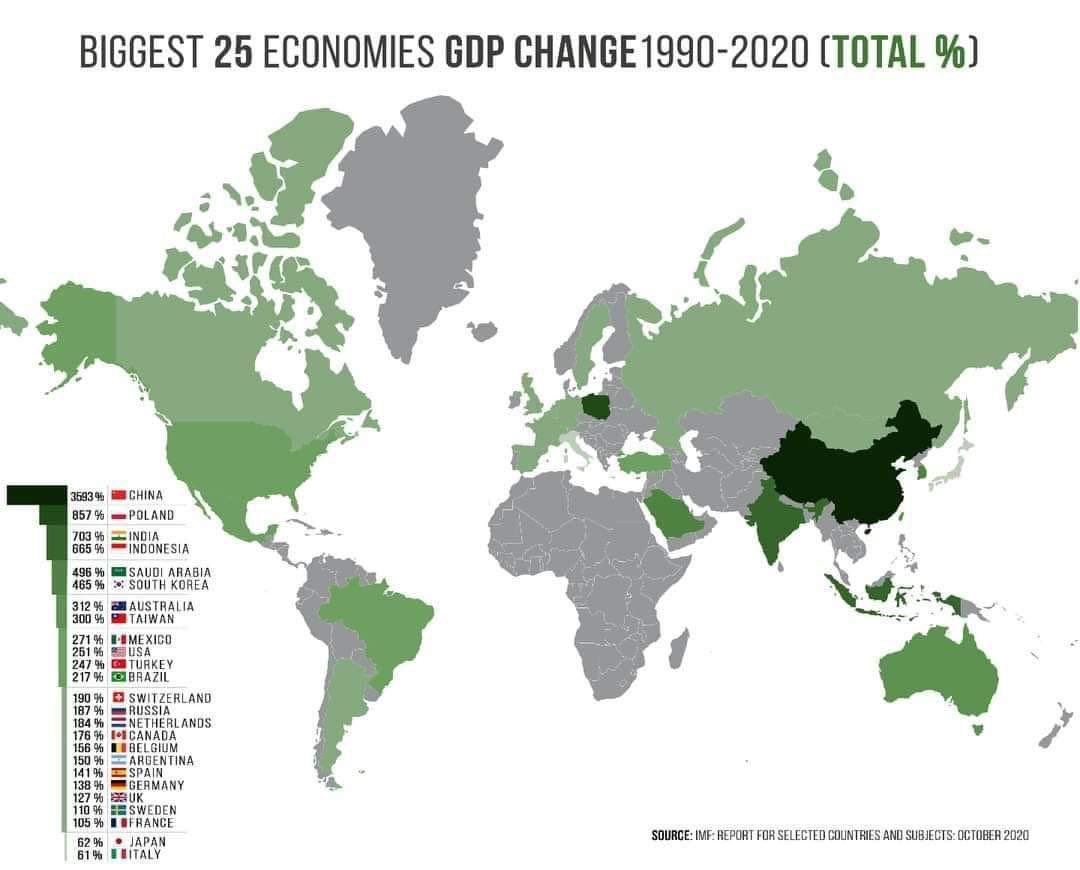 BIGGEST 25 ECONOMIES GDP CHANGE 1990-2020 (TOTAL %)
3593 % CHINA
857 % POLAND
703 % INDIA
665 % INDONESIA
496 % SAUDI ARABIA
465 % SOUTH KOREA
312 % AUSTRALIA
300 % TAIWAN
271 % MEXICO
251 % USA
247 % TURKEY
217 % BRAZIL
190 % SWITZERLAND
187 % RUSSIA
184 % NETHERLANDS
176 % CANADA
156 % BELGIUM
150 % ARGENTINA
141 % SPAIN
138 % GERMANY
127 % UK
110 % SWEDEN
105 % FRANCE
62 % JAPAN
61 % ITALY
SOURCE: IMF: REPORT FOR SELECTED COUNTRIES AND SUBJECTS: OCTOBER 2020